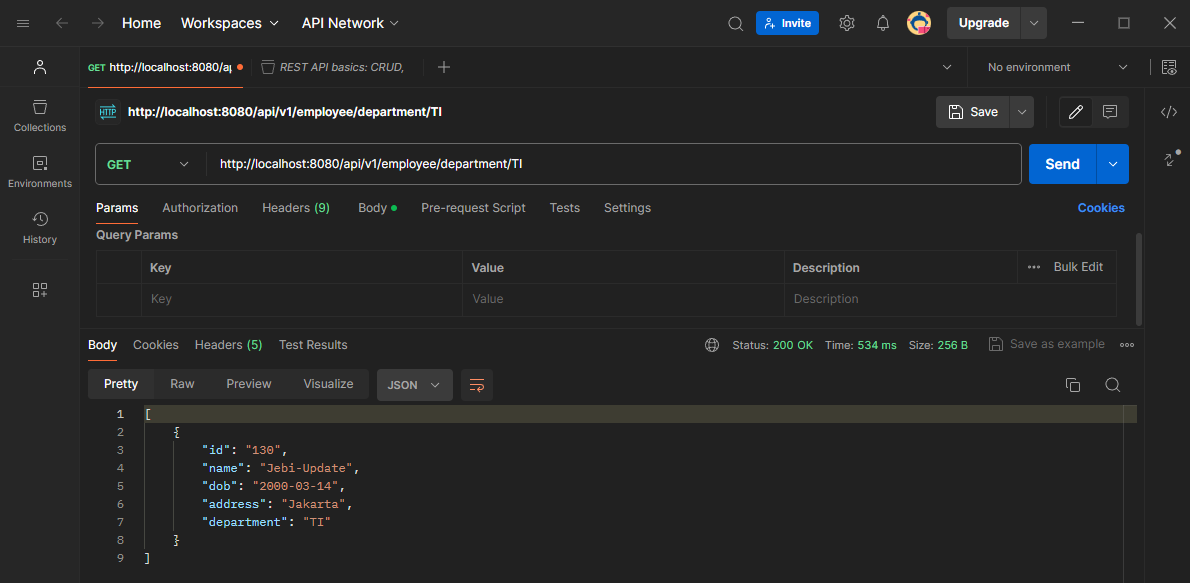 Home Workspaces API Network Invite Upgrade
GET http://localhost:8080/ap REST API basics: CRUD, No environment
HTTP http://localhost:8080/api/v1/employee/department/TI Save
Collections
Environments
History
GET http://localhost:8080/api/v1/employee/department/TI Send
Params Authorization Headers (9) Body Pre-request Script Tests Settings Cookies
Query Params
Key Value Description Bulk Edit
Key Value Description
Body Cookies Headers (5) Test Results Status: 200 OK Time: 534 ms Size: 256 B Save as example
Pretty Raw Preview Visualize JSON
1 [
2 {
3 "id": "130",
4 "name": "Jebi-Update",
5 "dob": "2000-03-14",
6 "address": "Jakarta",
7 "department": "TI"
8 }
9 ]